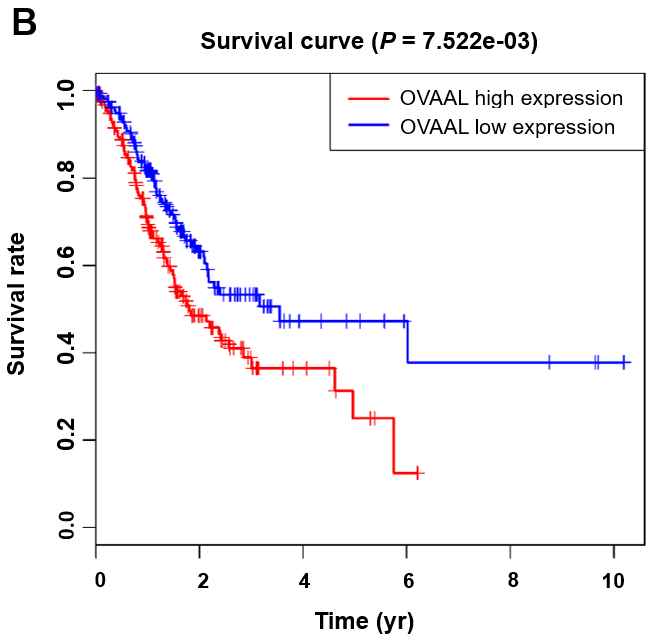 B
Survival curve (P = 7.522e-03)
OVAAL high expression
OVAAL low expression
Survival rate
1.0
0.8
0.6
0.4
0.2
0.0
0 2 4 6 8 10
Time (yr)